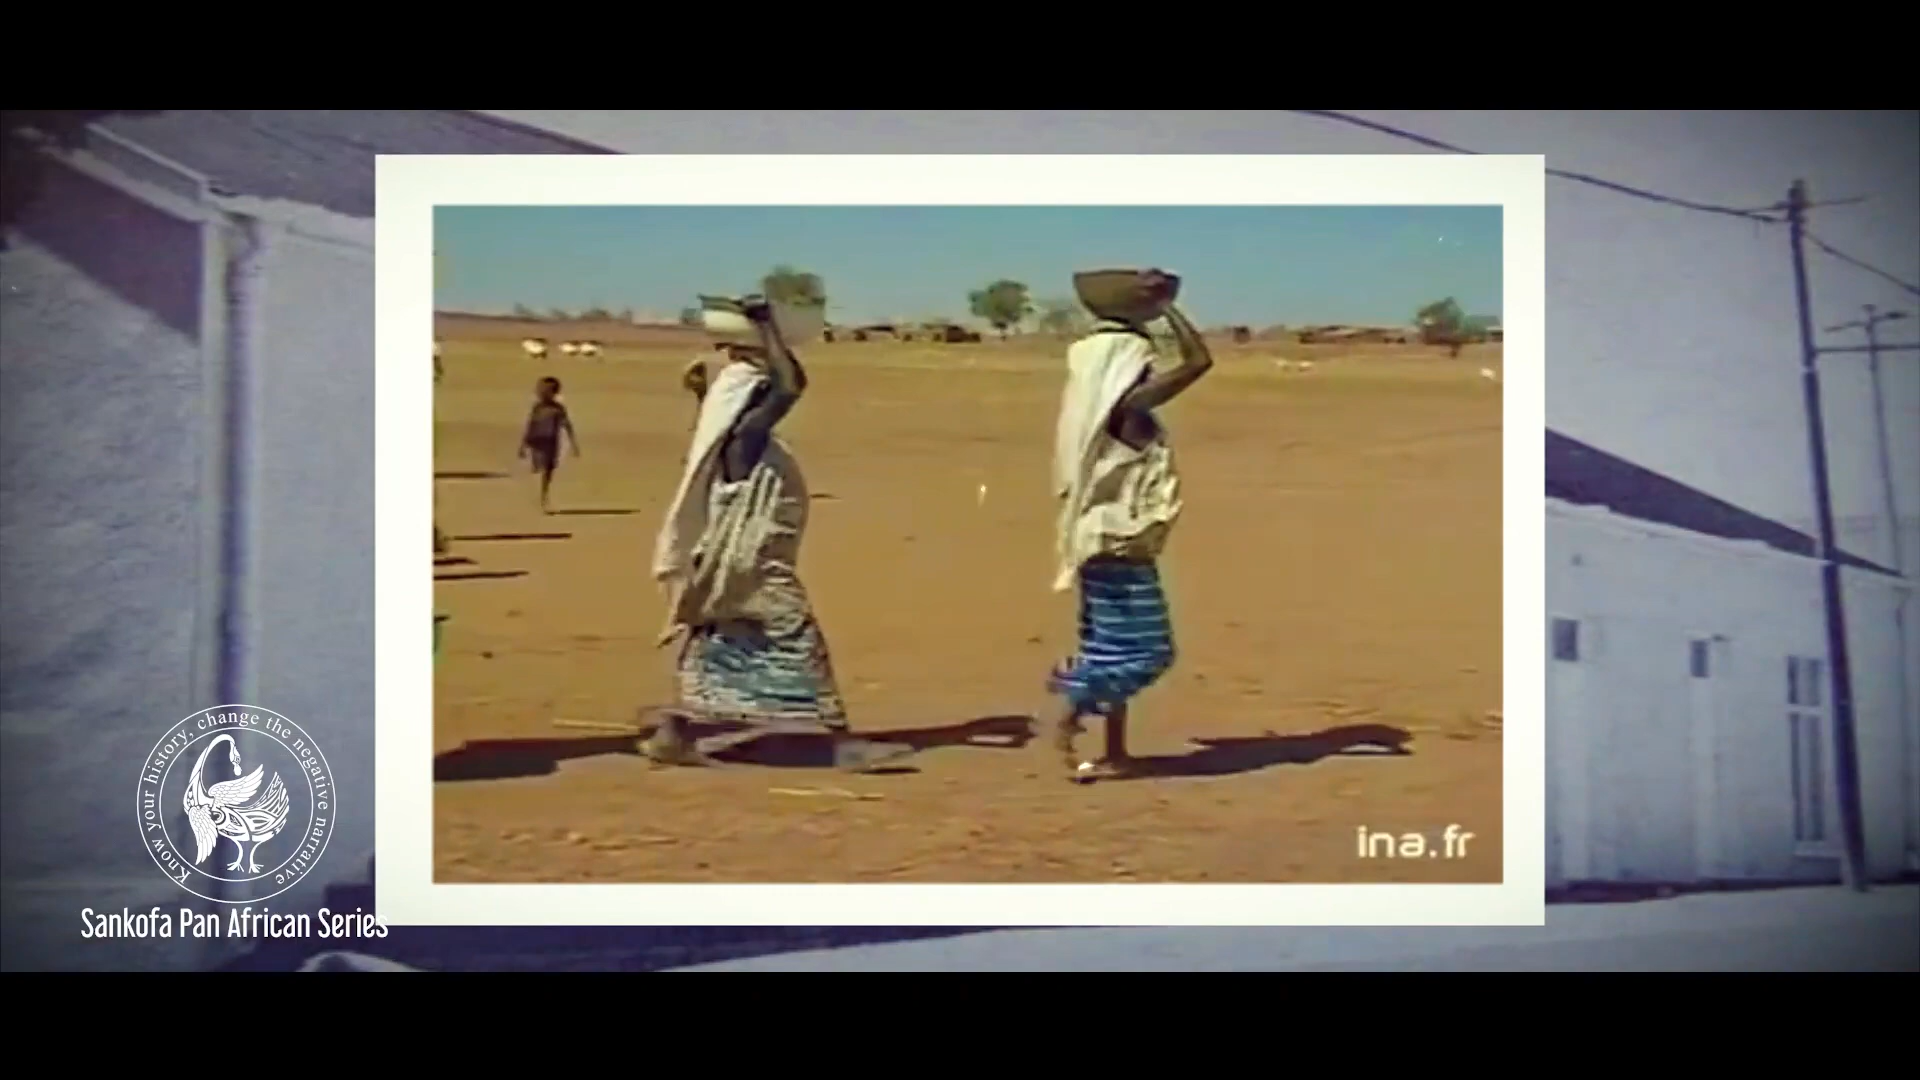 Know your history, change the negative narrative
Sankofa Pan African Series
ina.fr